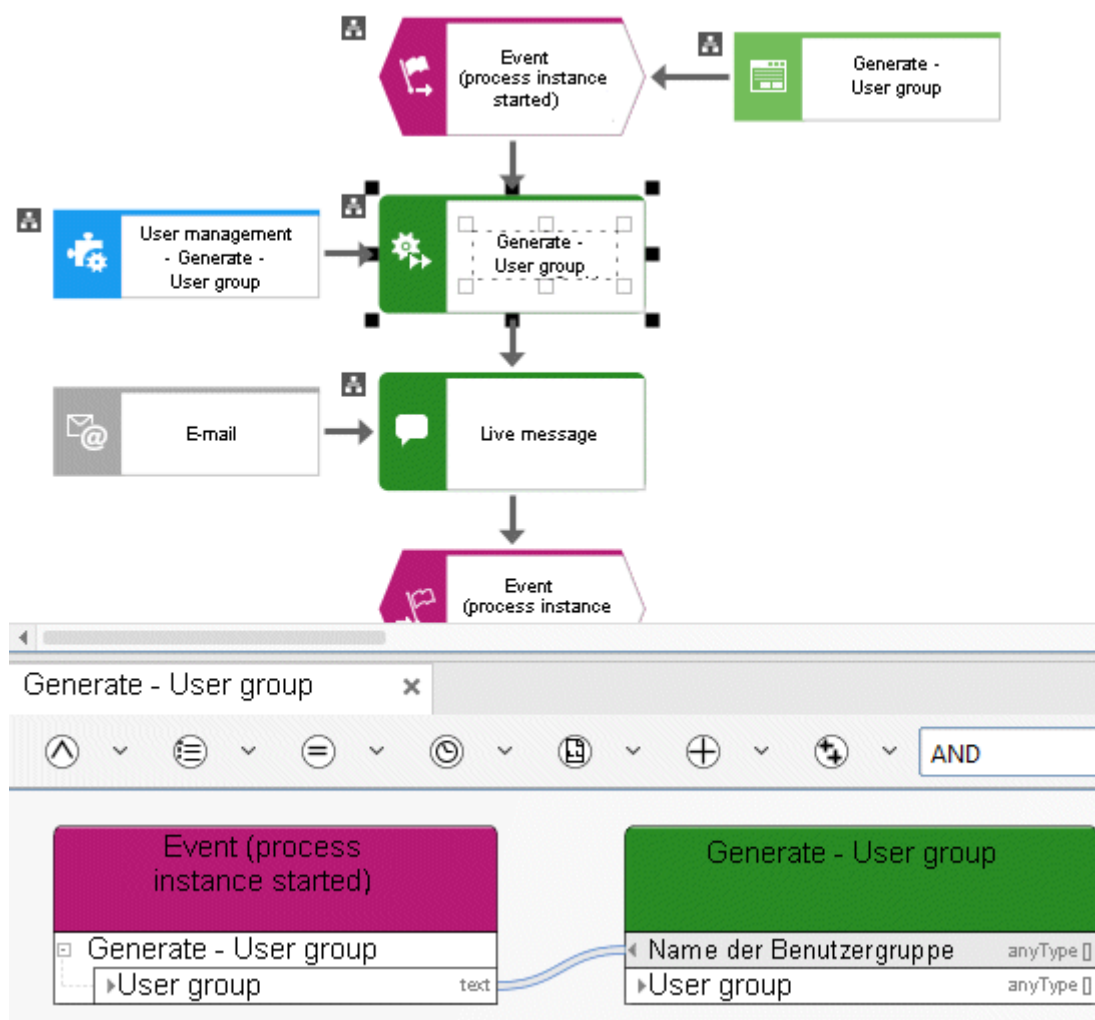 Event
(process instance
started)
Generate -
User group
User management
- Generate -
User group
Generate -
User group
E-mail
Live message
Event
(process instance
Generate - User group
AND
Event (process
instance started)
Generate - User group
Generate - User group
User group text
Name der Benutzergruppe anyType []
User group anyType []